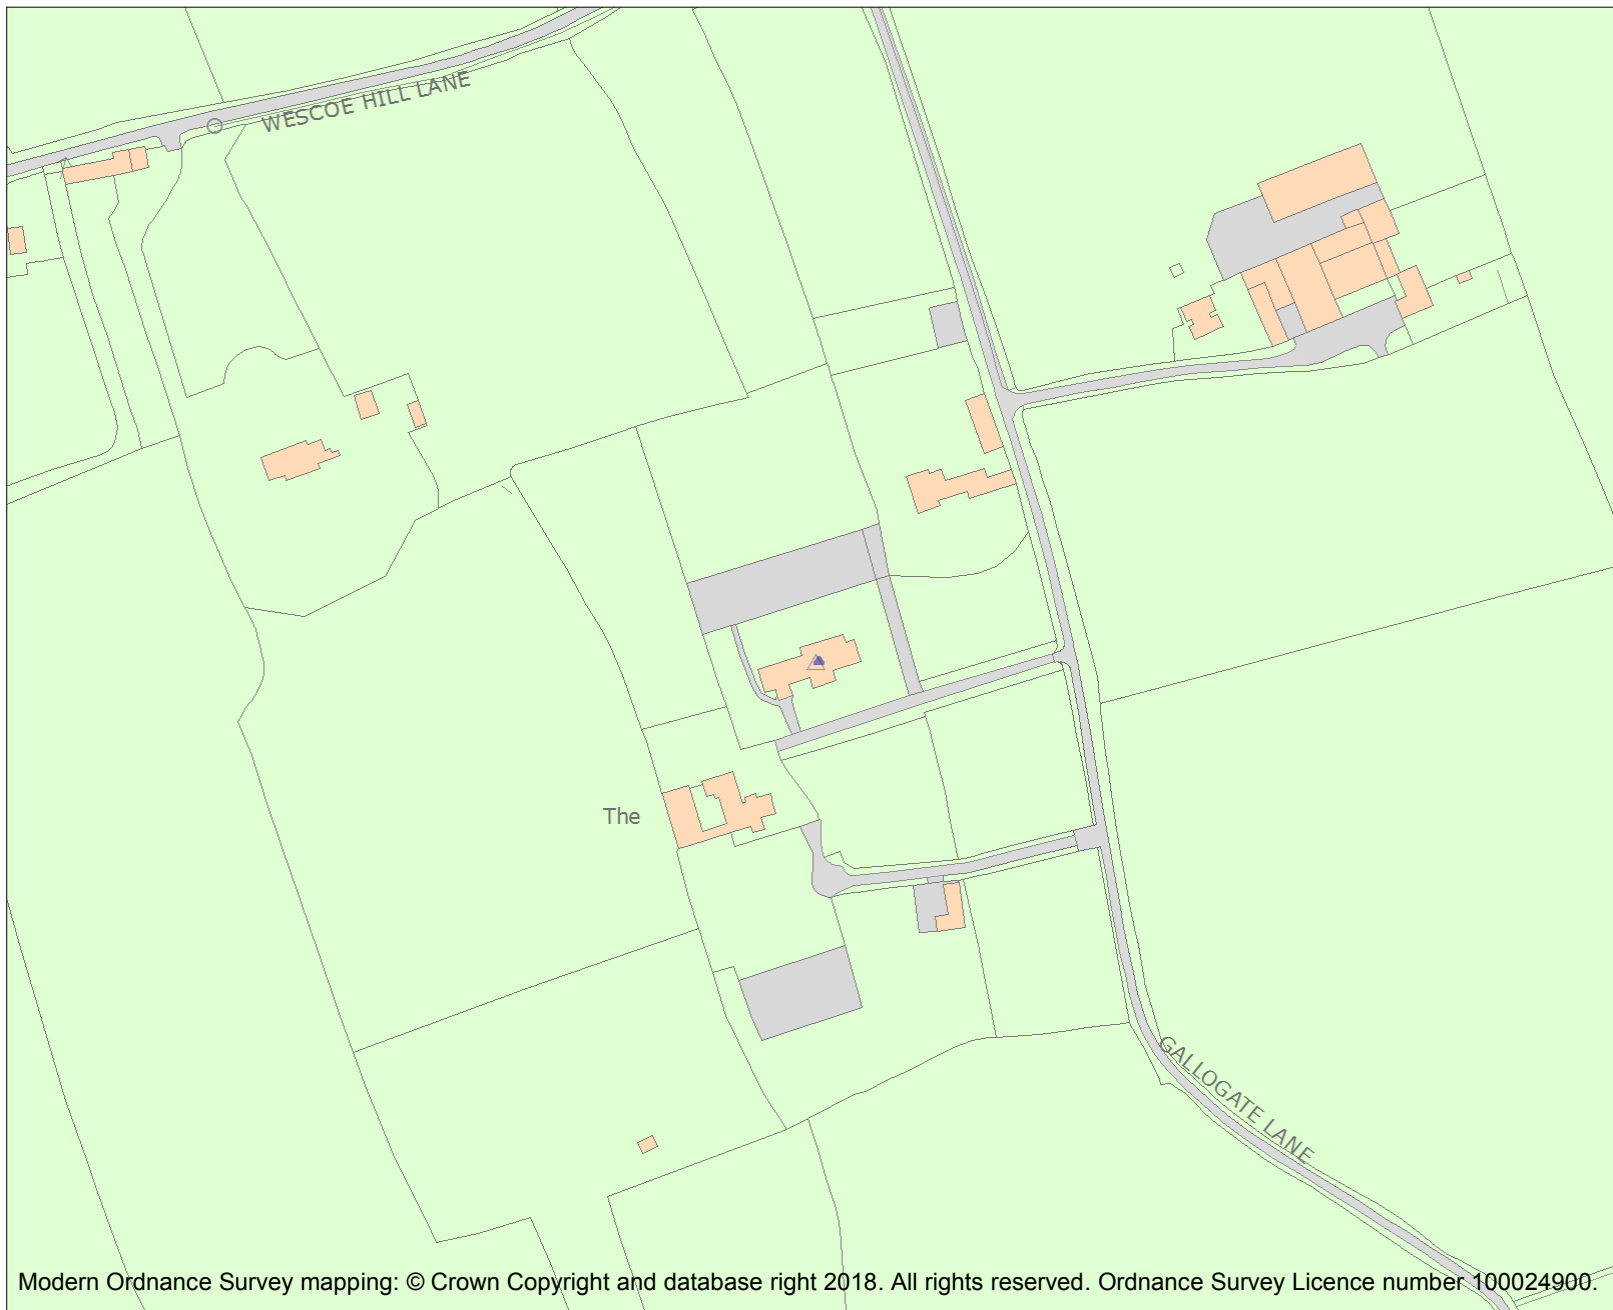 WESCOE HILL LANE
The
GALLOGATE LANE
Modern Ordnance Survey mapping: © Crown Copyright and database right 2018. All rights reserved. Ordnance Survey Licence number 100024900.